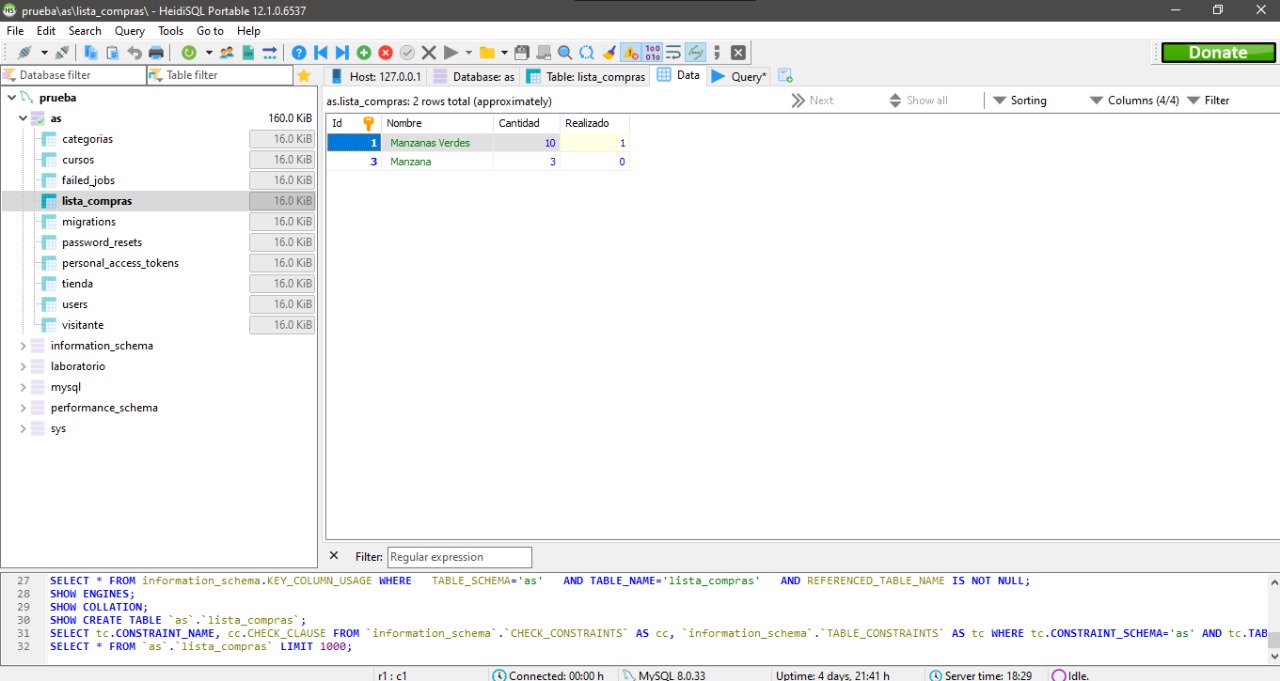 prueba\as\lista_compras\ - HeidiSQL Portable 12.1.0.6537
File Edit Search Query Tools Go to Help
Donate
Database filter Table filter
Host: 127.0.0.1 Database: as Table: lista_compras Data Query*
prueba
as 160.0 KiB
categorias 16.0 KiB
cursos 16.0 KiB
failed_jobs 16.0 KiB
lista_compras 16.0 KiB
migrations 16.0 KiB
password_resets 16.0 KiB
personal_access_tokens 16.0 KiB
tienda 16.0 KiB
users 16.0 KiB
visitante 16.0 KiB
information_schema
laboratorio
mysql
performance_schema
sys
as.lista_compras: 2 rows total (approximately) Next Show all Sorting Columns (4/4) Filter
Id Nombre Cantidad Realizado
1 Manzanas Verdes 10 1
3 Manzana 3 0
Filter: Regular expression
27 SELECT * FROM information_schema.KEY_COLUMN_USAGE WHERE TABLE_SCHEMA='as' AND TABLE_NAME='lista_compras' AND REFERENCED_TABLE_NAME IS NOT NULL;
28 SHOW ENGINES;
29 SHOW COLLATION;
30 SHOW CREATE TABLE `as`.`lista_compras`;
31 SELECT tc.CONSTRAINT_NAME, cc.CHECK_CLAUSE FROM `information_schema`.`CHECK_CONSTRAINTS` AS cc, `information_schema`.`TABLE_CONSTRAINTS` AS tc WHERE tc.CONSTRAINT_SCHEMA='as' AND tc.TAB
32 SELECT * FROM `as`.`lista_compras` LIMIT 1000;
r1 : c1 Connected: 00:00 h MySQL 8.0.33 Uptime: 4 days, 21:41 h Server time: 18:29 Idle.